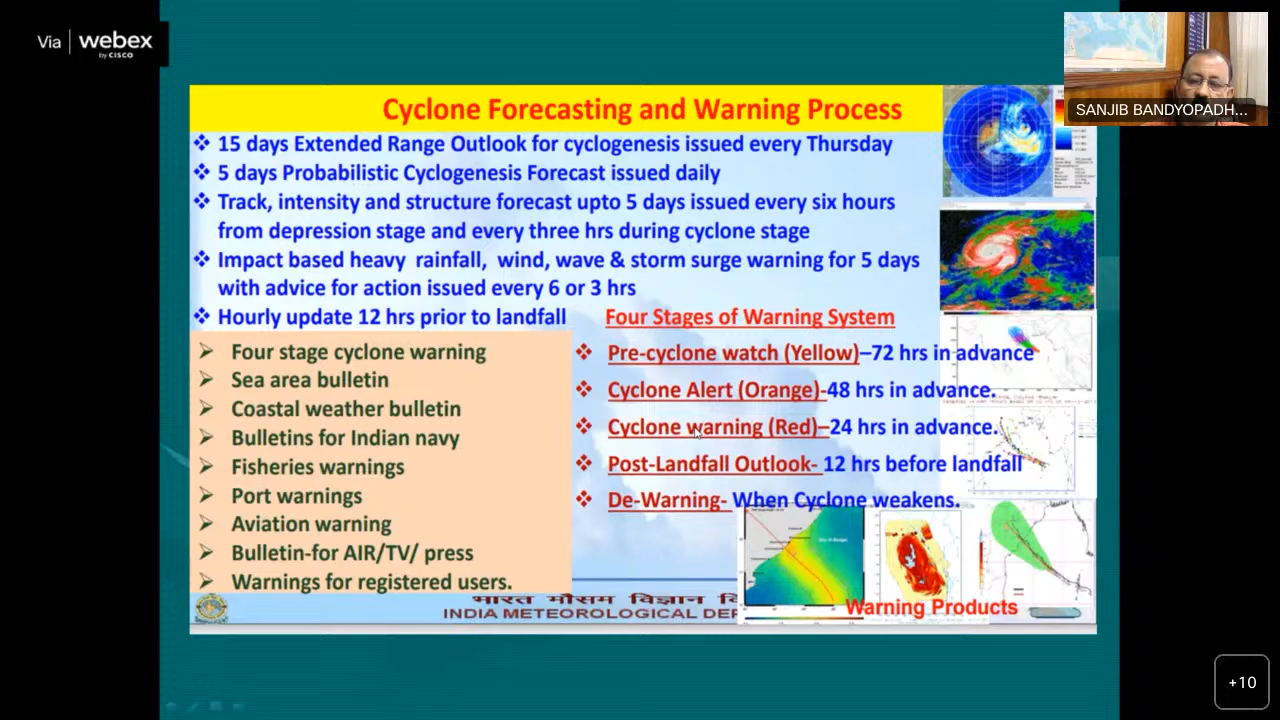 Via webex
by CISCO
SANJIB BANDYOPADH...
Cyclone Forecasting and Warning Process
15 days Extended Range Outlook for cyclogenesis issued every Thursday
5 days Probabilistic Cyclogenesis Forecast issued daily
Track, intensity and structure forecast upto 5 days issued every six hours
from depression stage and every three hrs during cyclone stage
Impact based heavy rainfall, wind, wave & storm surge warning for 5 days
with advice for action issued every 6 or 3 hrs
Hourly update 12 hrs prior to landfall
Four stage cyclone warning
Sea area bulletin
Coastal weather bulletin
Bulletins for Indian navy
Fisheries warnings
Port warnings
Aviation warning
Bulletin-for AIR/TV/ press
Warnings for registered users.
Four Stages of Warning System
Pre-cyclone watch (Yellow)–72 hrs in advance
Cyclone Alert (Orange)-48 hrs in advance.
Cyclone warning (Red)–24 hrs in advance.
Post-Landfall Outlook- 12 hrs before landfall
De-Warning- When Cyclone weakens.
Warning Products
भारत मौसम विज्ञान वि
INDIA METEOROLOGICAL DEP
+10